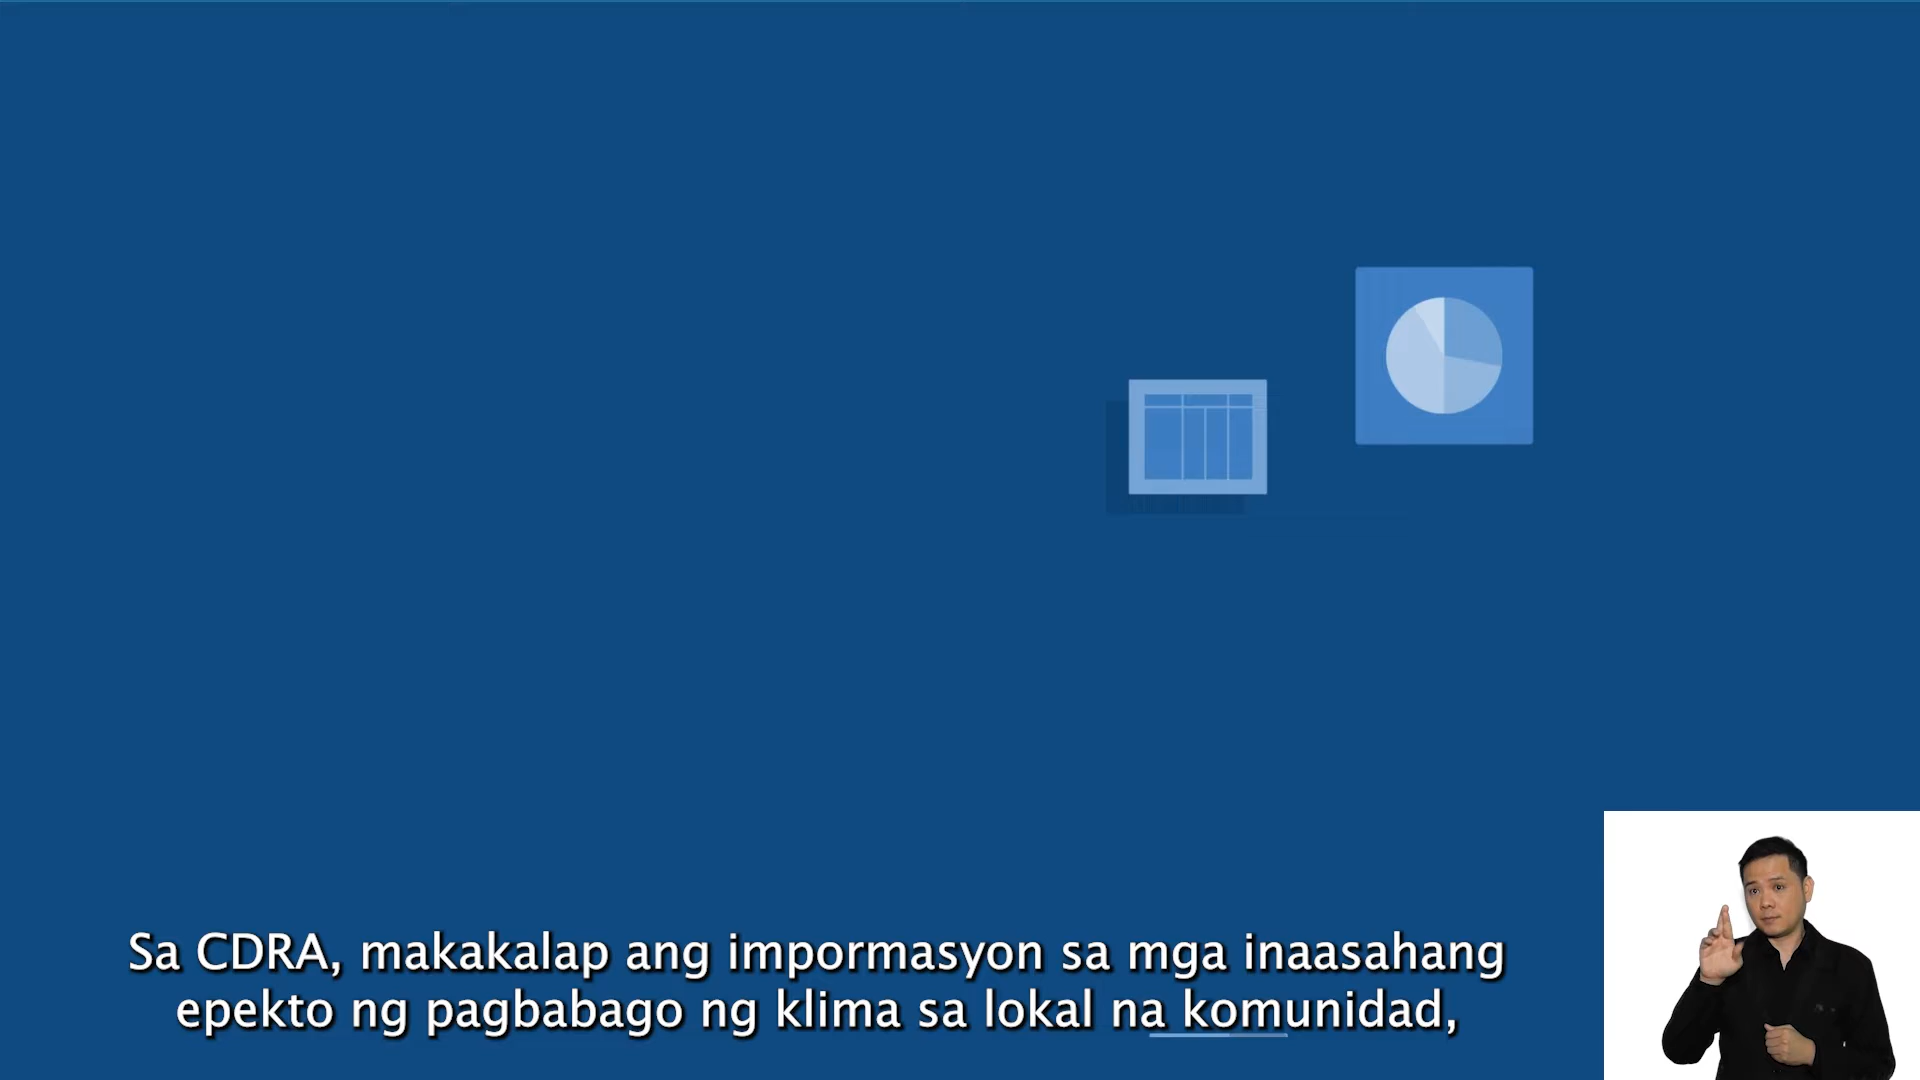 Sa CDRA, makakalap ang impormasyon sa mga inaasahang
epekto ng pagbabago ng klima sa lokal na komunidad,